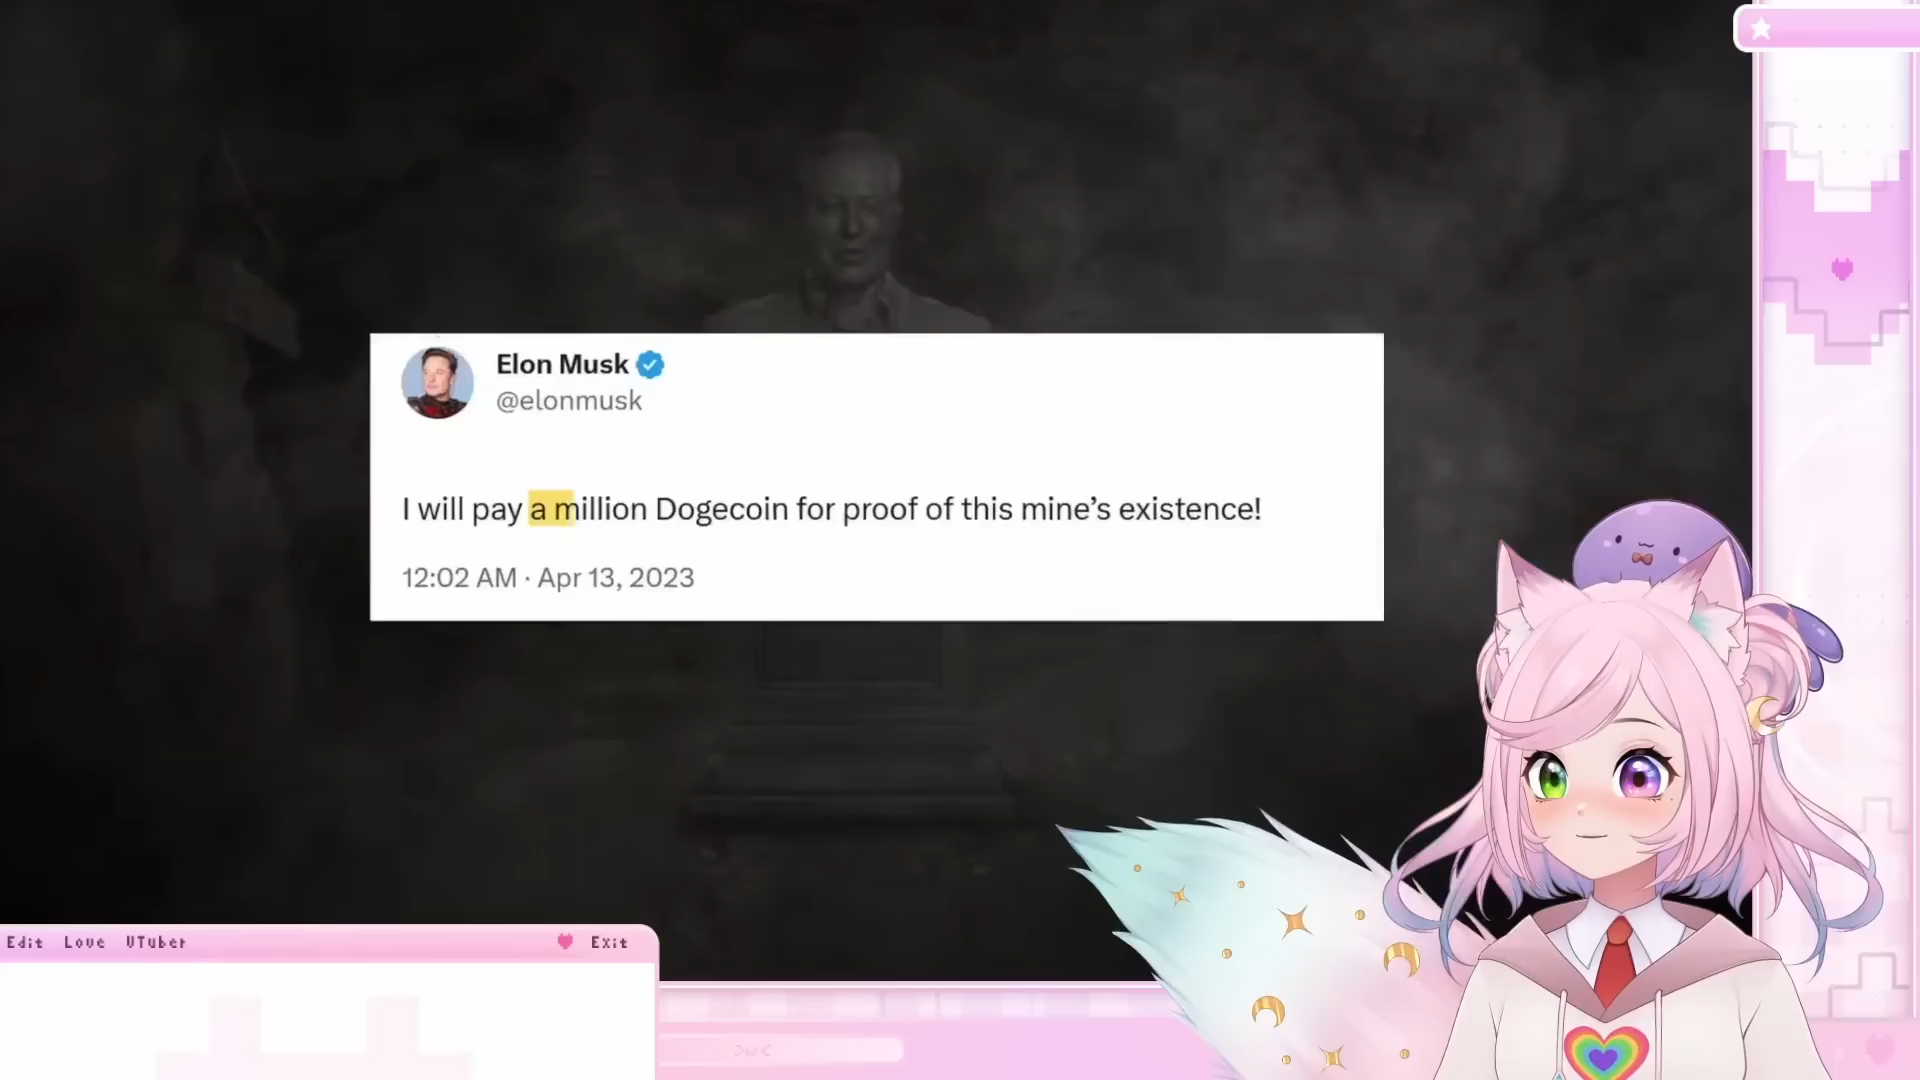 Elon Musk
@elonmusk
I will pay a million Dogecoin for proof of this mine’s existence!
12:02 AM · Apr 13, 2023
Edit Love VTuber Exit